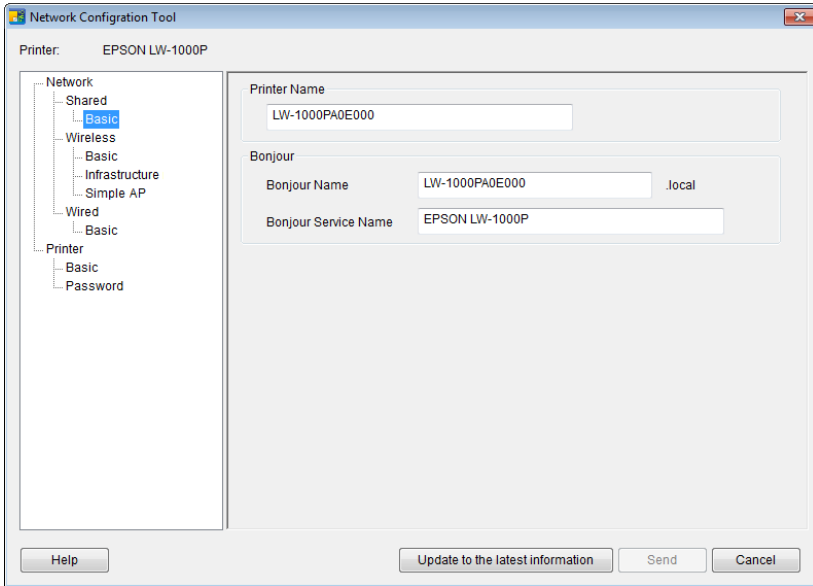 Network Configration Tool
Printer: EPSON LW-1000P
Network
Shared
Basic
Wireless
Basic
Infrastructure
Simple AP
Wired
Basic
Printer
Basic
Password
Printer Name
LW-1000PA0E000
Bonjour
Bonjour Name LW-1000PA0E000 .local
Bonjour Service Name EPSON LW-1000P
Help Update to the latest information Send Cancel